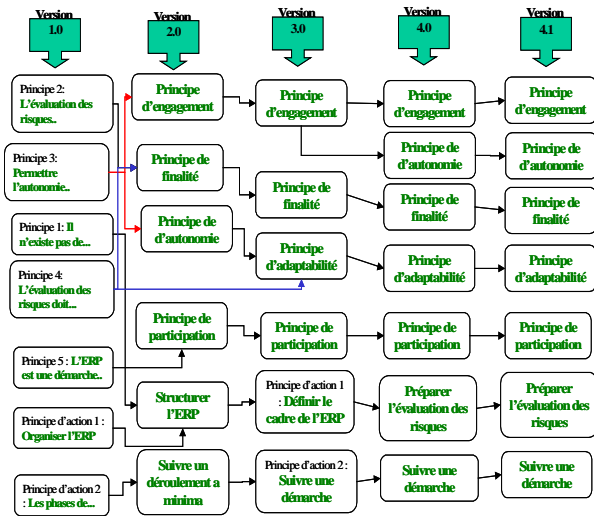 Version
1.0
Version
2.0
Version
3.0
Version
4.0
Version
4.1
Principe 2:
L'évaluation des
risques..
Principe 3:
Permettre
l'autonomie..
Principe 1: Il
n'existe pas de...
Principe 4:
L'évaluation des
risques doit...
Principe 5 : L'ERP
est une démarche..
Principe d'action 1 :
Organiser l'ERP
Principe d'action 2
: Les phases de...
Principe
d'engagement
Principe de
finalité
Principe de
d'autonomie
Principe de
participation
Structurer
l'ERP
Suivre un
déroulement a
minima
Principe
d'engagement
Principe de
finalité
Principe
d'adaptabilité
Principe de
participation
Principe d'action 1
: Définir le
cadre de l'ERP
Principe d'action 2 :
Suivre une
démarche
Principe
d'engagement
Principe de
d'autonomie
Principe de
finalité
Principe
d'adaptabilité
Principe de
participation
Préparer
l'évaluation des
risques
Suivre une
démarche
Principe
d'engagement
Principe de
d'autonomie
Principe de
finalité
Principe
d'adaptabilité
Principe de
participation
Préparer
l'évaluation des
risques
Suivre une
démarche